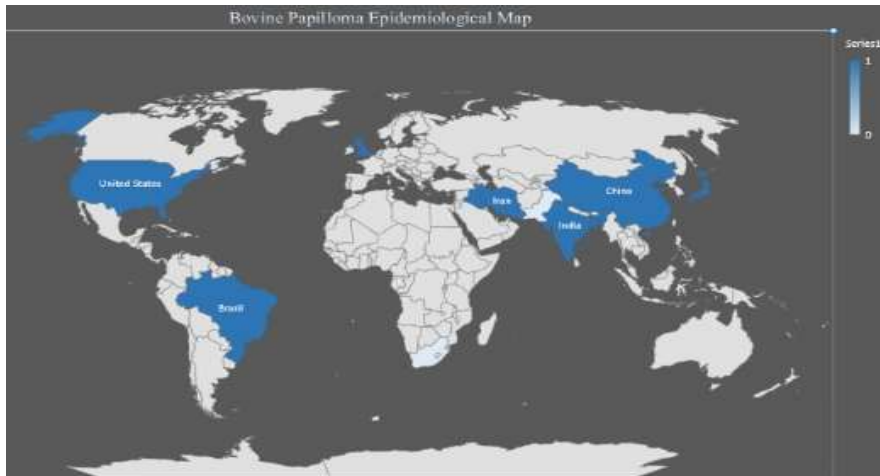 Bovine Papilloma Epidemiological Map
Series1
1
0
United States
China
Iran
India
Brazil